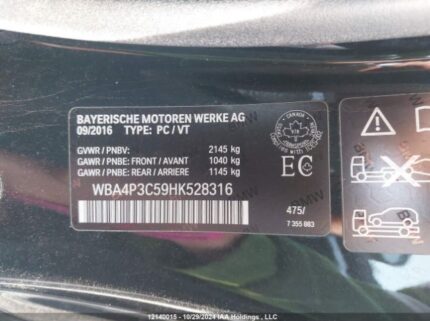 BAYERISCHE MOTOREN WERKE AG
09/2016 TYPE: PC / VT
GVWR / PNBV: 2145 kg
GAWR / PNBE: FRONT / AVANT 1040 kg
GAWR / PNBE: REAR / ARRIERE 1145 kg
WBA4P3C59HK528316
CANADA
EC
475/
7 355 883
12140015 - 10/29/2024 IAA Holdings, LLC